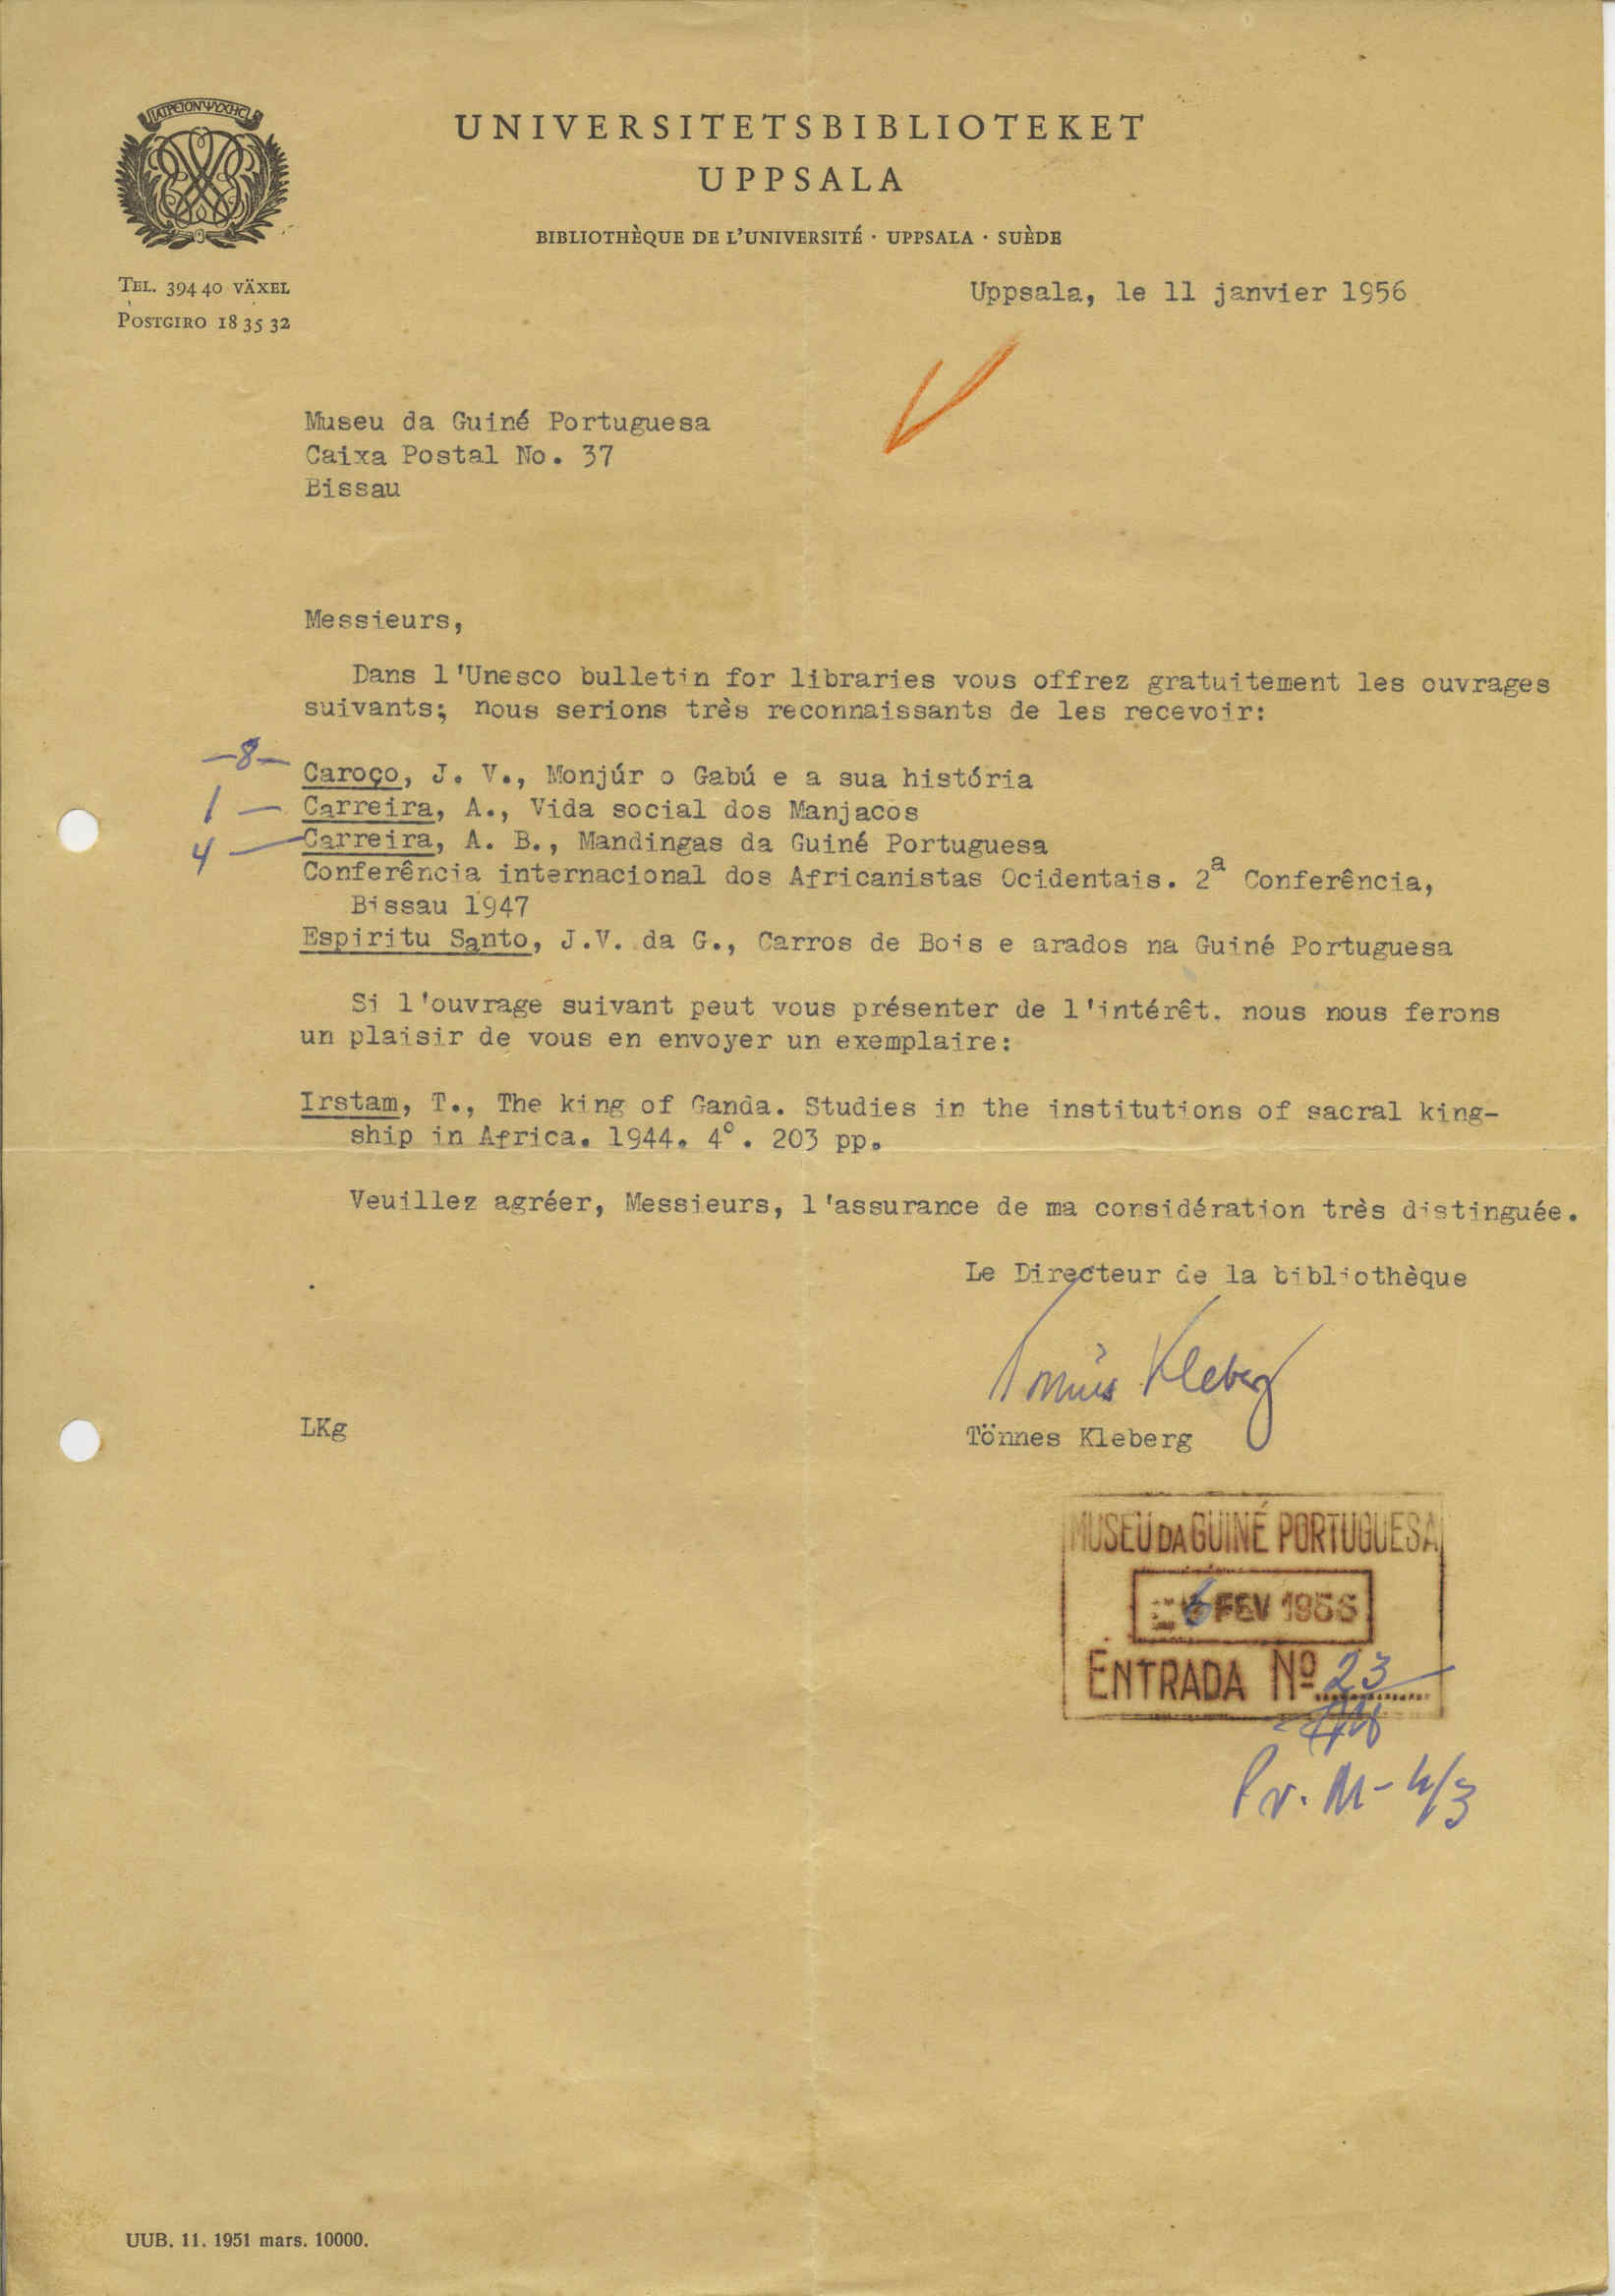 ΙΑΤΡΕΙΟΝ ΨΥΧΗC
UNIVERSITETSBIBLIOTEKET
UPPSALA
BIBLIOTHÈQUE DE L'UNIVERSITÉ · UPPSALA · SUÈDE
TEL. 394 40 VÄXEL
POSTGIRO 18 35 32
Uppsala, le 11 janvier 1956
Museu da Guiné Portuguesa
Caixa Postal No. 37
Bissau
Messieurs,
Dans l'Unesco bulletin for libraries vous offrez gratuitement les ouvrages
suivants; nous serions très reconnaissants de les recevoir:
—8— Caroço, J. V., Monjúr o Gabú e a sua história
1 — Carreira, A., Vida social dos Manjacos
4 — Carreira, A. B., Mandingas da Guiné Portuguesa
Conferência internacional dos Africanistas Ocidentais. 2a Conferência,
Bissau 1947
Espiritu Santo, J.V. da G., Carros de Bois e arados na Guiné Portuguesa
Si l'ouvrage suivant peut vous présenter de l'intérêt. nous nous ferons
un plaisir de vous en envoyer un exemplaire:
Irstam, T., The king of Ganda. Studies in the institutions of sacral king-
ship in Africa. 1944. 4°. 203 pp.
Veuillez agréer, Messieurs, l'assurance de ma considération très distinguée.
Le Directeur de la bibliothèque
Tönnes Kleberg
LKg
Tönnes Kleberg
MUSEU DA GUINÉ PORTUGUESA
6 FEV 1956
ENTRADA Nº 23
Pr. M - 4/3
UUB. 11. 1951 mars. 10000.